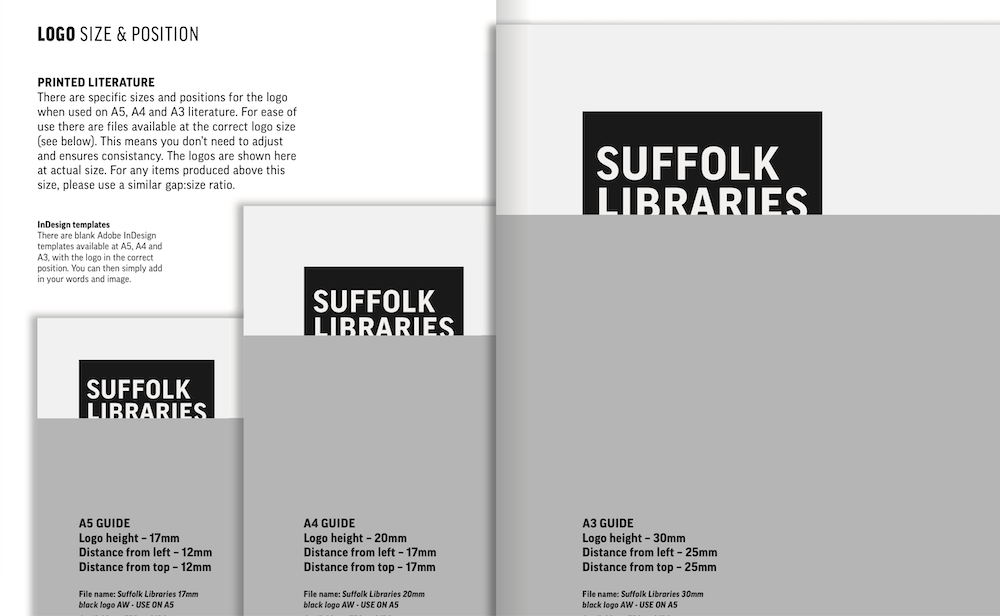 LOGO SIZE & POSITION
PRINTED LITERATURE
There are specific sizes and positions for the logo
when used on A5, A4 and A3 literature. For ease of
use there are files available at the correct logo size
(see below). This means you don't need to adjust
and ensures consistancy. The logos are shown here
at actual size. For any items produced above this
size, please use a similar gap:size ratio.
InDesign templates
There are blank Adobe InDesign
templates available at A5, A4 and
A3, with the logo in the correct
position. You can then simply add
in your words and image.
SUFFOLK
LIBRARIES
A5 GUIDE
Logo height – 17mm
Distance from left – 12mm
Distance from top – 12mm
File name: Suffolk Libraries 17mm
black logo AW - USE ON A5
SUFFOLK
LIBRARIES
A4 GUIDE
Logo height – 20mm
Distance from left – 17mm
Distance from top – 17mm
File name: Suffolk Libraries 20mm
black logo AW - USE ON A4
SUFFOLK
LIBRARIES
A3 GUIDE
Logo height – 30mm
Distance from left – 25mm
Distance from top – 25mm
File name: Suffolk Libraries 30mm
black logo AW - USE ON A3